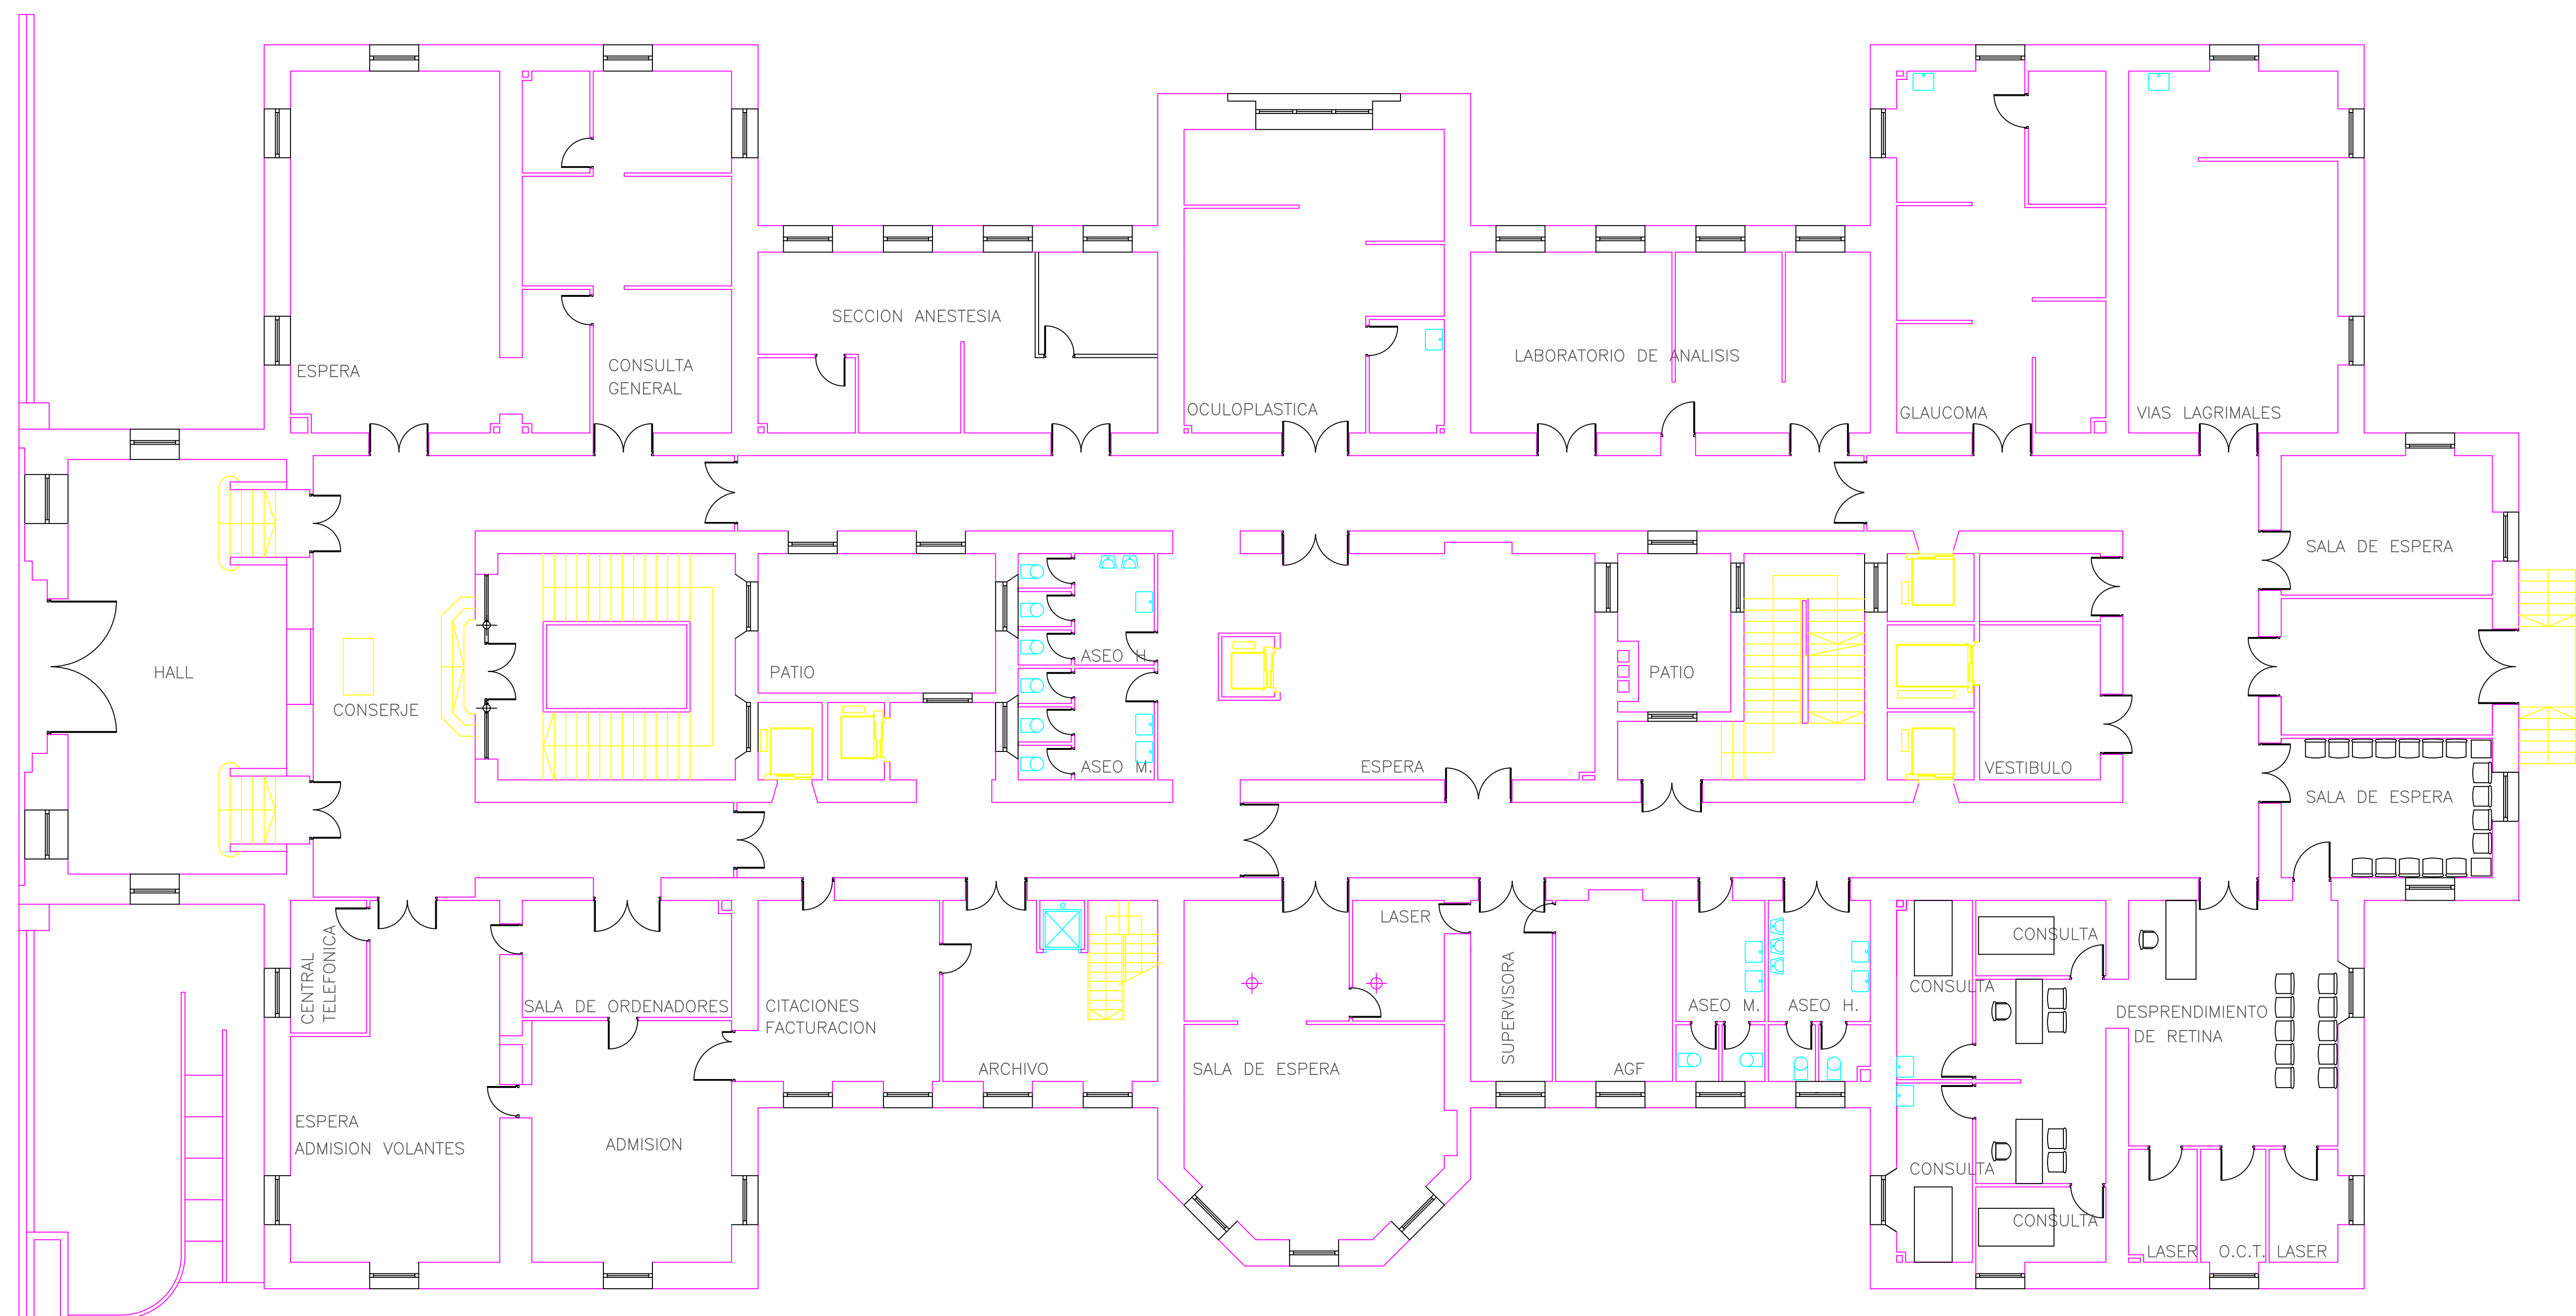 ESPERA
CONSULTA
GENERAL
SECCION ANESTESIA
OCULOPLASTICA
LABORATORIO DE ANALISIS
GLAUCOMA
VIAS LAGRIMALES
HALL
CONSERJE
PATIO
ASEO H.
ASEO M.
ESPERA
PATIO
VESTIBULO
SALA DE ESPERA
SALA DE ESPERA
CENTRAL
TELEFONICA
SALA DE ORDENADORES
CITACIONES
FACTURACION
ARCHIVO
ESPERA
ADMISION VOLANTES
ADMISION
LASER
SALA DE ESPERA
SUPERVISORA
AGF
ASEO M.
ASEO H.
CONSULTA
CONSULTA
DESPRENDIMIENTO
DE RETINA
CONSULTA
CONSULTA
LASER
O.C.T.
LASER